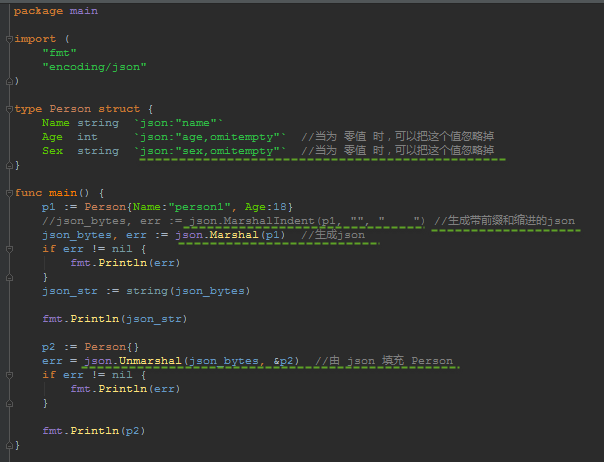 package main
import (
"fmt"
"encoding/json"
)
type Person struct {
Name string `json:"name"`
Age int `json:"age,omitempty"` //当为 零值 时，可以把这个值忽略掉
Sex string `json:"sex,omitempty"` //当为 零值 时，可以把这个值忽略掉
}
func main() {
p1 := Person{Name:"person1", Age:18}
//json_bytes, err := json.MarshalIndent(p1, "", "    ") //生成带前缀和缩进的json
json_bytes, err := json.Marshal(p1) //生成json
if err != nil {
fmt.Println(err)
}
json_str := string(json_bytes)
fmt.Println(json_str)
p2 := Person{}
err = json.Unmarshal(json_bytes, &p2) //由 json 填充 Person
if err != nil {
fmt.Println(err)
}
fmt.Println(p2)
}